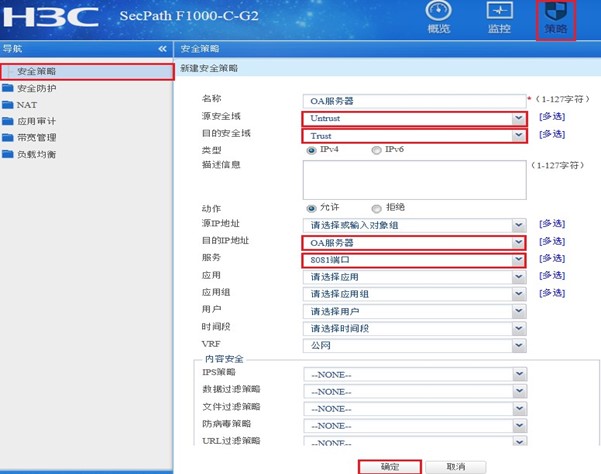 H3C SecPath F1000-C-G2 概览 监控 策略
导航 «
安全策略
安全防护
NAT
应用审计
带宽管理
负载均衡
安全策略
新建安全策略
名称 OA服务器 *（1-127字符）
源安全域 Untrust [多选]
目的安全域 Trust [多选]
类型 IPv4 IPv6
描述信息 （1-127字符）
动作 允许 拒绝
源IP地址 请选择或输入对象组 [多选]
目的IP地址 OA服务器 [多选]
服务 8081端口 [多选]
应用 请选择应用 [多选]
应用组 请选择应用组 [多选]
用户 请选择用户
时间段 请选择时间段
VRF 公网
内容安全
IPS策略 --NONE--
数据过滤策略 --NONE--
文件过滤策略 --NONE--
防病毒策略 --NONE--
URL过滤策略 --NONE--
确定 取消